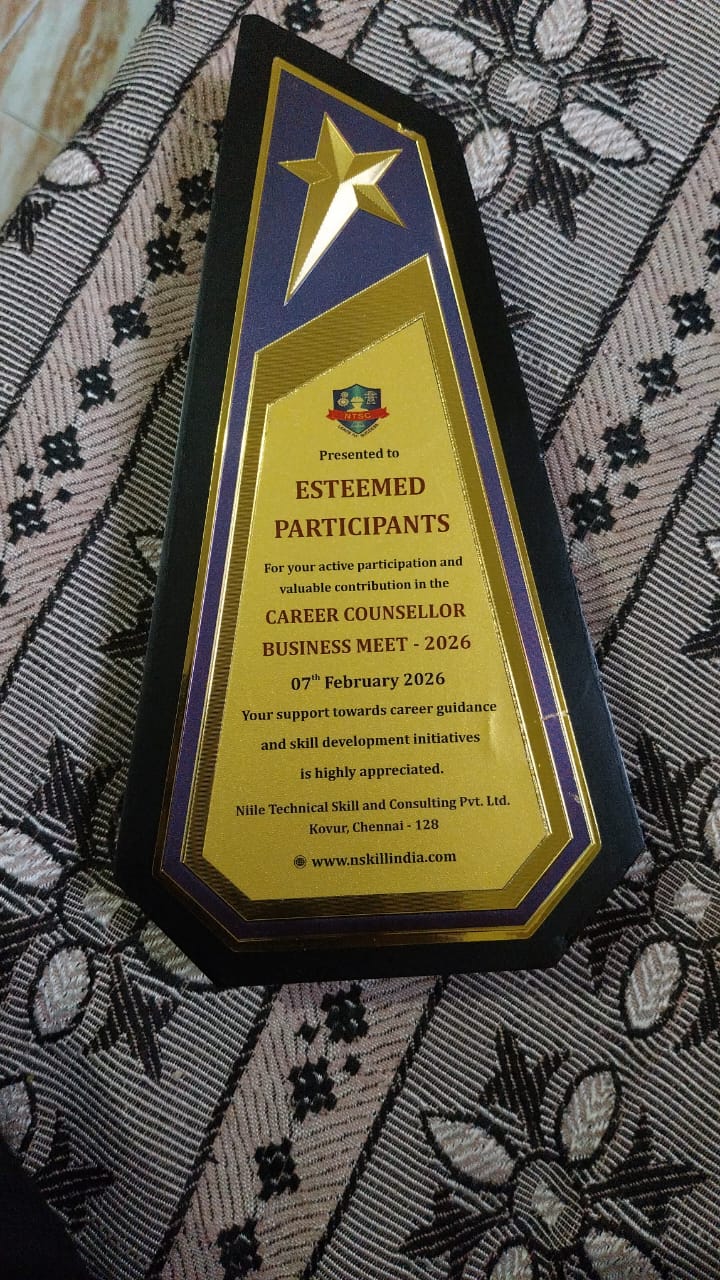 NTSC
Presented to
ESTEEMED
PARTICIPANTS
For your active participation and
valuable contribution in the
CAREER COUNSELLOR
BUSINESS MEET - 2026
07th February 2026
Your support towards career guidance
and skill development initiatives
is highly appreciated.
Niile Technical Skill and Consulting Pvt. Ltd.
Kovur, Chennai - 128
www.nskillindia.com